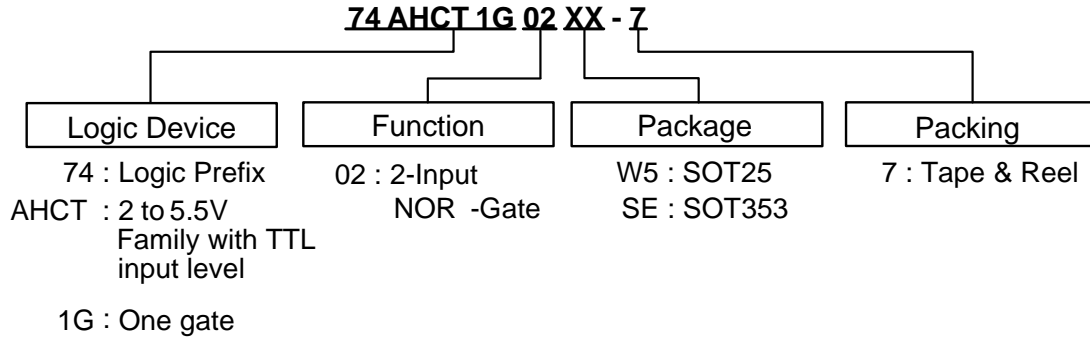 74 AHCT 1G 02 XX - 7
Logic Device
74 : Logic Prefix
AHCT : 2 to 5.5V
Family with TTL
input level
1G : One gate
Function
02 : 2-Input
NOR -Gate
Package
W5 : SOT25
SE : SOT353
Packing
7 : Tape & Reel